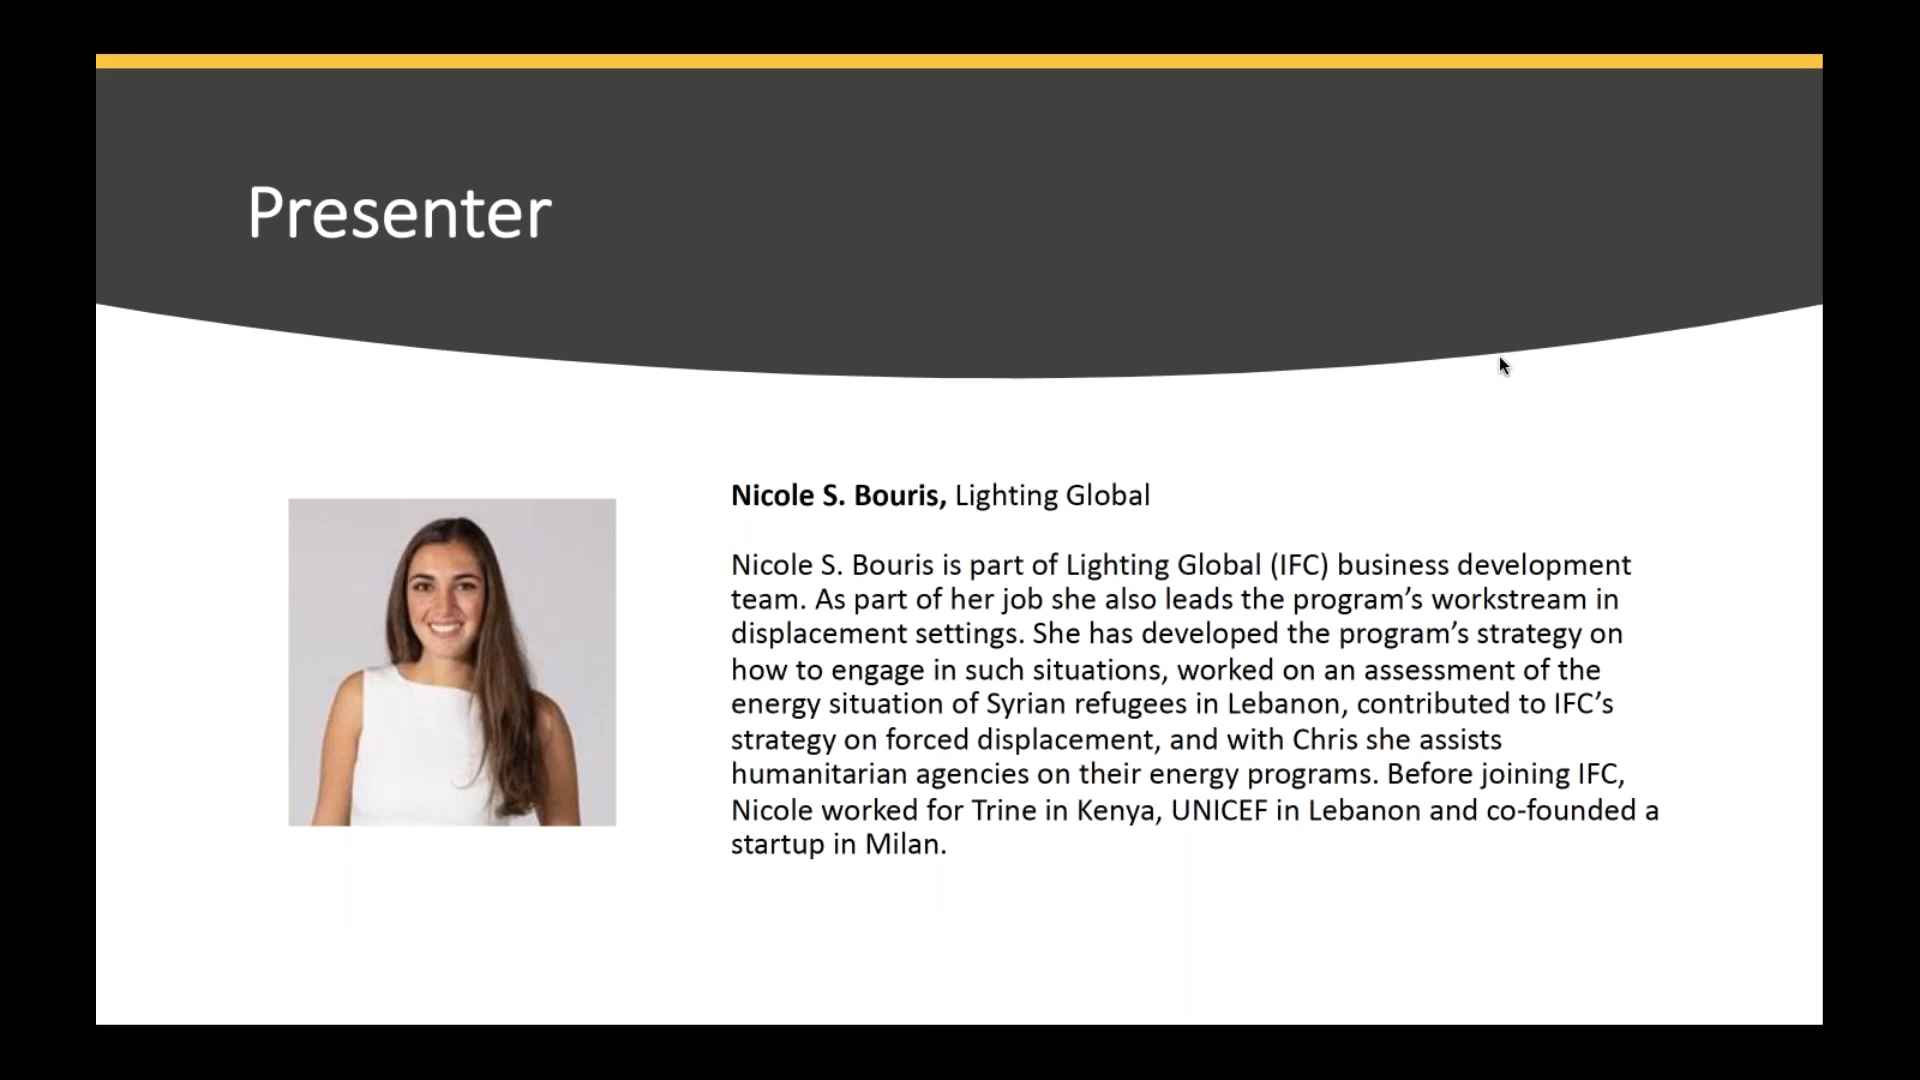 Presenter
Nicole S. Bouris, Lighting Global
Nicole S. Bouris is part of Lighting Global (IFC) business development
team. As part of her job she also leads the program’s workstream in
displacement settings. She has developed the program’s strategy on
how to engage in such situations, worked on an assessment of the
energy situation of Syrian refugees in Lebanon, contributed to IFC’s
strategy on forced displacement, and with Chris she assists
humanitarian agencies on their energy programs. Before joining IFC,
Nicole worked for Trine in Kenya, UNICEF in Lebanon and co-founded a
startup in Milan.